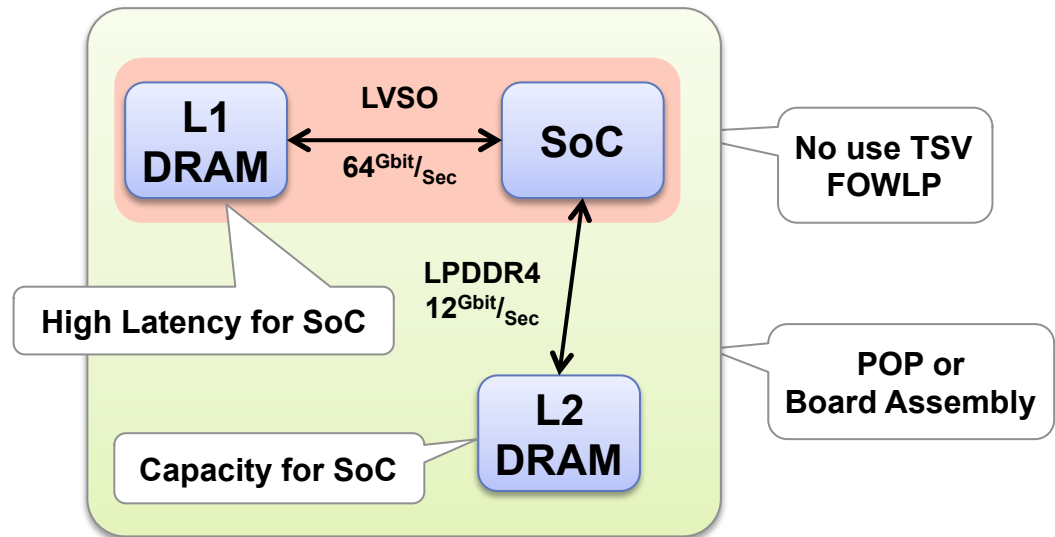 L1
DRAM
LVSO
64Gbit/Sec
SoC
No use TSV
FOWLP
High Latency for SoC
LPDDR4
12Gbit/Sec
POP or
Board Assembly
L2
DRAM
Capacity for SoC